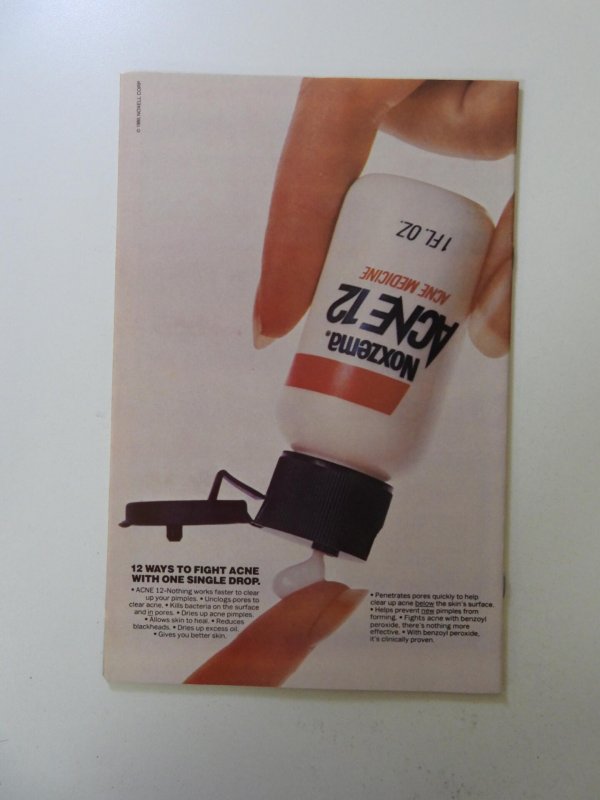 © 1985 NOXELL CORP.
1 FL. OZ.
ACNE MEDICINE
ACNE 12
Noxzema.
12 WAYS TO FIGHT ACNE
WITH ONE SINGLE DROP.
• ACNE 12-Nothing works faster to clear
up your pimples. • Unclogs pores to
clear acne. • Kills bacteria on the surface
and in pores. • Dries up acne pimples.
• Allows skin to heal. • Reduces
blackheads. • Dries up excess oil.
• Gives you better skin.
• Penetrates pores quickly to help
clear up acne below the skin's surface.
• Helps prevent new pimples from
forming. • Fights acne with benzoyl
peroxide, there's nothing more
effective. • With benzoyl peroxide,
it's clinically proven.